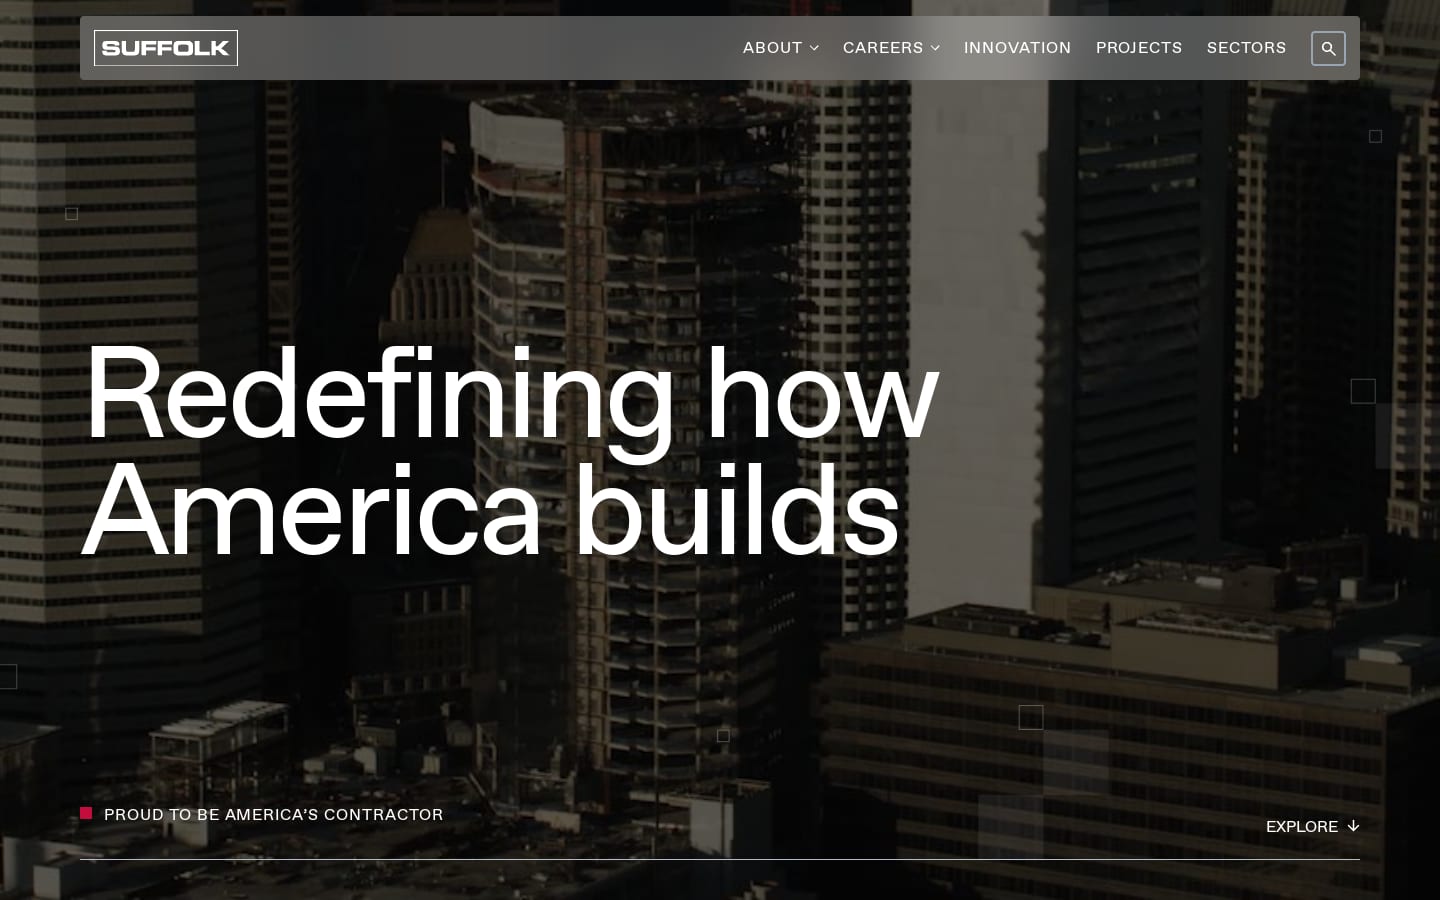 SUFFOLK
ABOUT
CAREERS
INNOVATION
PROJECTS
SECTORS
Redefining how
America builds
PROUD TO BE AMERICA’S CONTRACTOR
EXPLORE